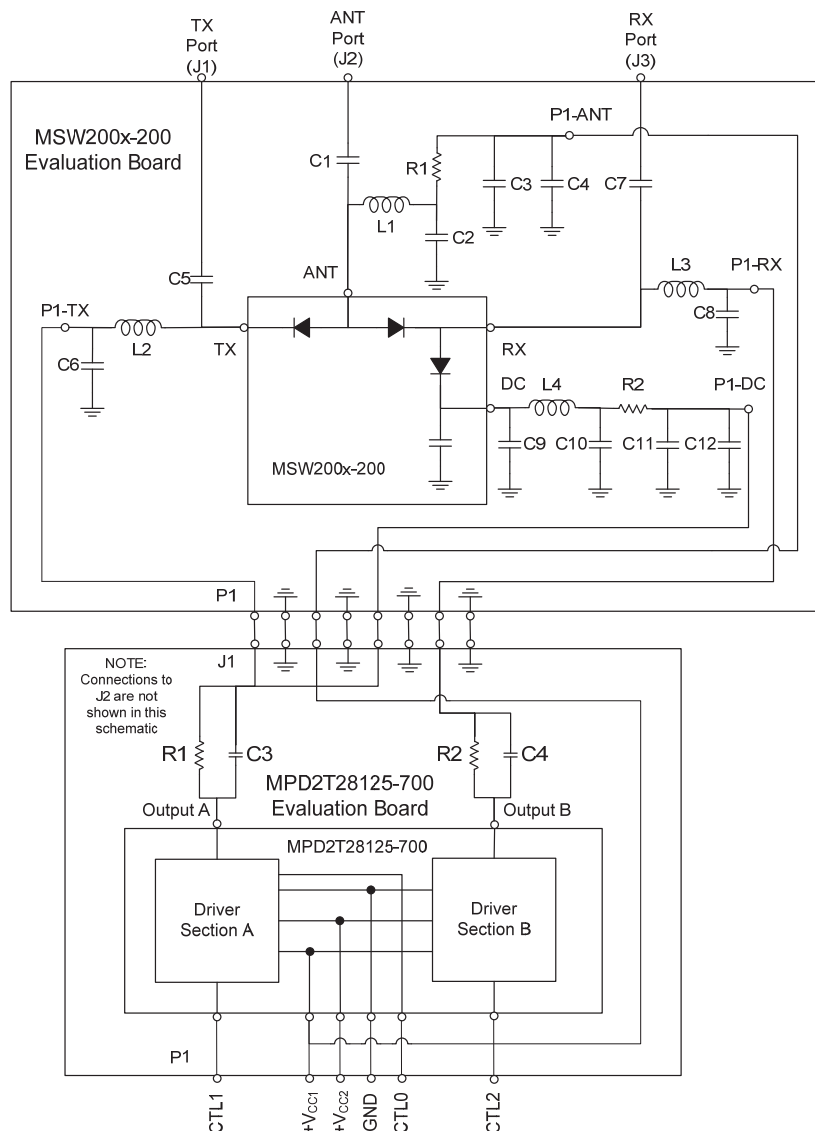 TX
Port
(J1)
ANT
Port
(J2)
RX
Port
(J3)
MSW200x-200
Evaluation Board
P1-ANT
C1
R1
C3
C4
C7
L1
C2
ANT
C5
L3
P1-RX
P1-TX
L2
TX
RX
C8
C6
DC
L4
R2
P1-DC
C9
C10
C11
C12
MSW200x-200
P1
J1
NOTE:
Connections to
J2 are not
shown in this
schematic
R1
C3
R2
C4
MPD2T28125-700
Evaluation Board
Output A
Output B
MPD2T28125-700
Driver
Section A
Driver
Section B
P1
CTL1
+VCC1
+VCC2
GND
CTL0
CTL2